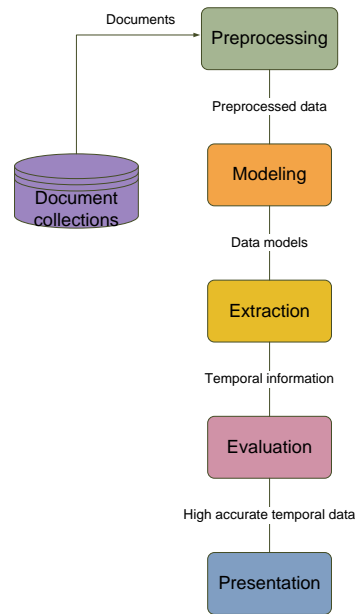 Documents
Preprocessing
Preprocessed data
Document
collections
Modeling
Data models
Extraction
Temporal information
Evaluation
High accurate temporal data
Presentation